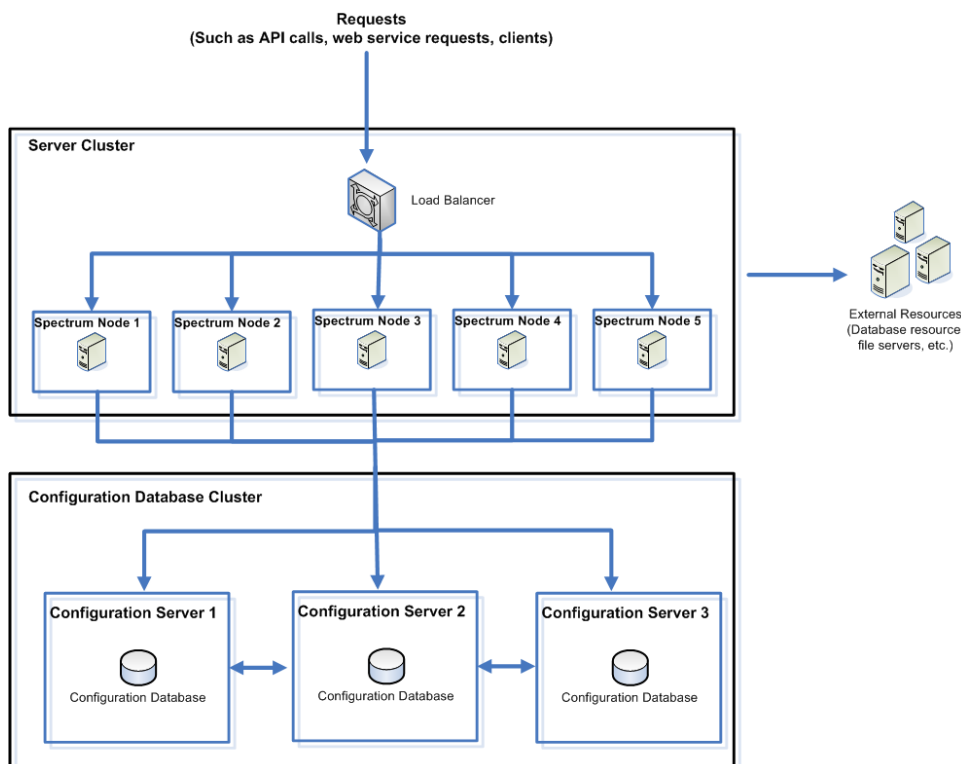 Requests
(Such as API calls, web service requests, clients)
Server Cluster
Load Balancer
Spectrum Node 1
Spectrum Node 2
Spectrum Node 3
Spectrum Node 4
Spectrum Node 5
External Resources
(Database resource
file servers, etc.)
Configuration Database Cluster
Configuration Server 1
Configuration Server 2
Configuration Server 3
Configuration Database
Configuration Database
Configuration Database